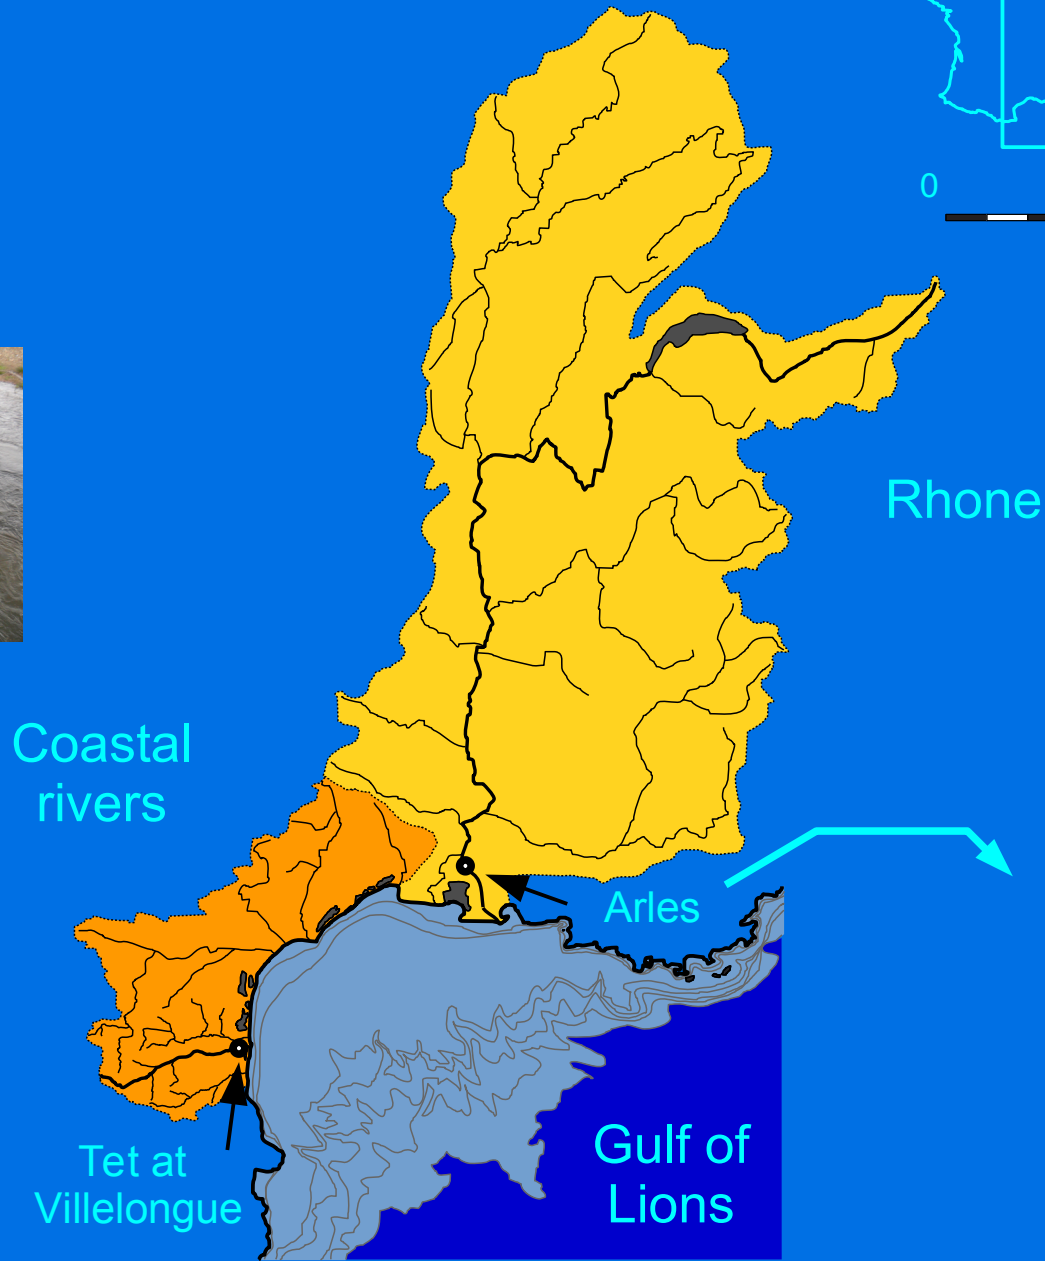 0
Rhone
Coastal
rivers
Arles
Gulf of
Lions
Tet at
Villelongue